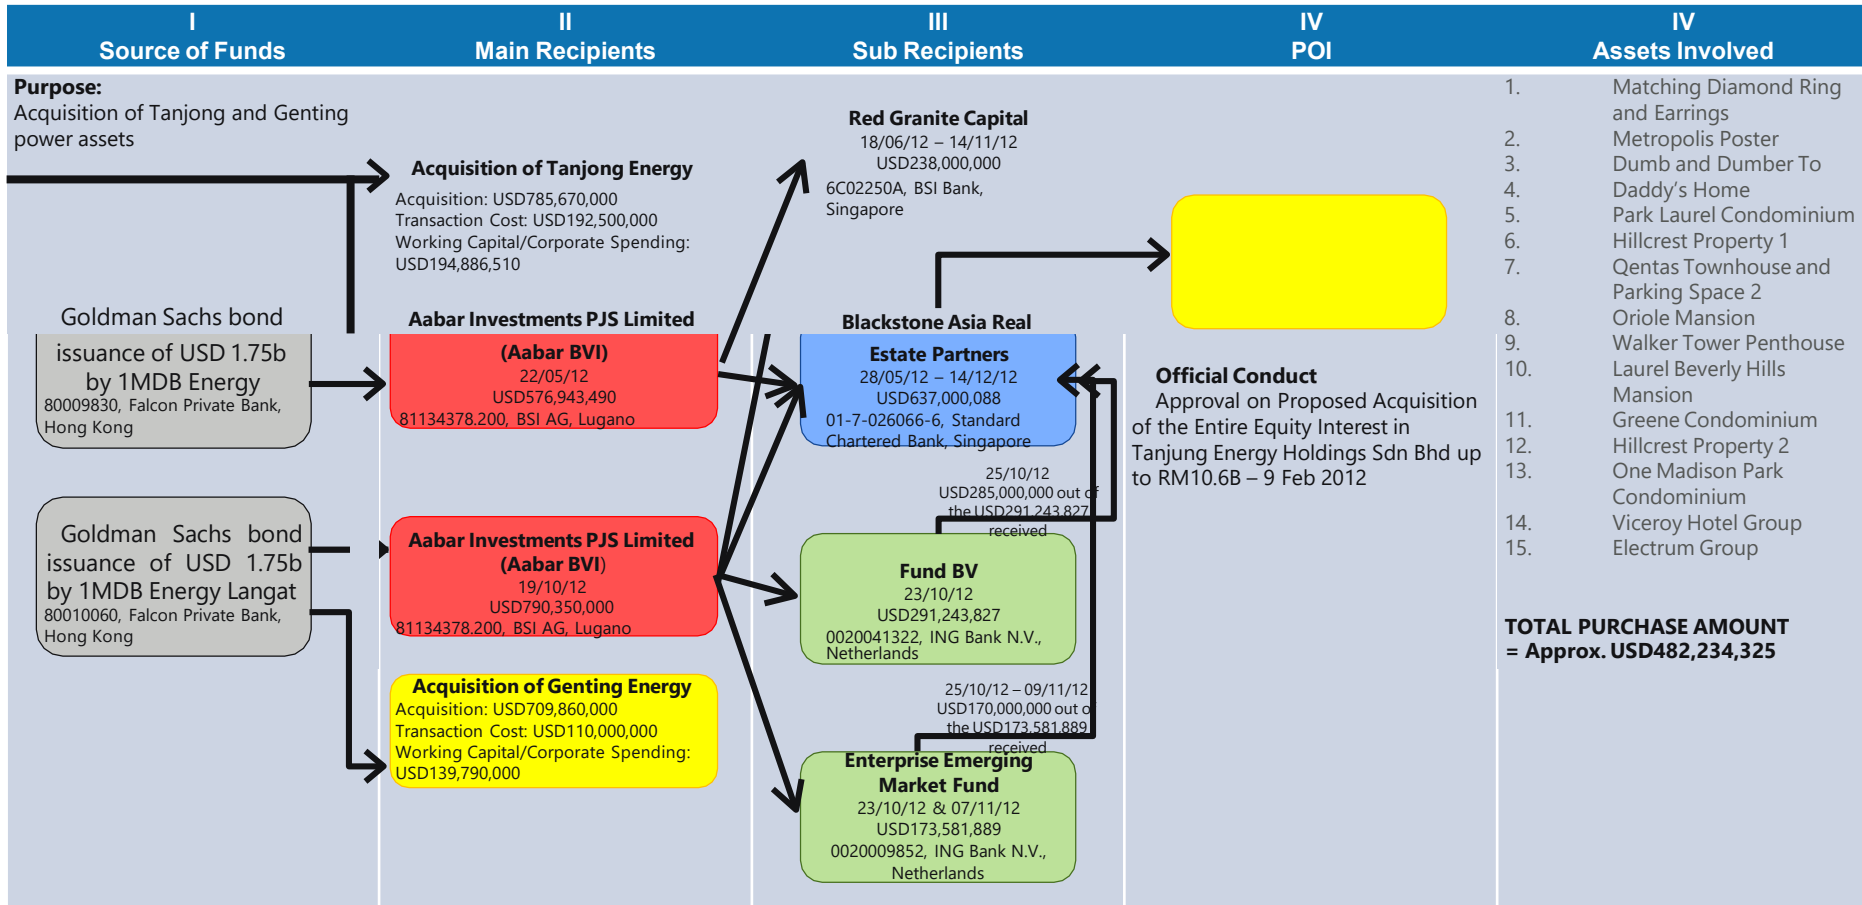 I
Source of Funds
II
Main Recipients
III
Sub Recipients
IV
POI
IV
Assets Involved
Purpose:
Acquisition of Tanjong and Genting
power assets
Goldman Sachs bond
issuance of USD 1.75b
by 1MDB Energy
80009830, Falcon Private Bank,
Hong Kong
Goldman Sachs bond
issuance of USD 1.75b
by 1MDB Energy Langat
80010060, Falcon Private Bank,
Hong Kong
Acquisition of Tanjong Energy
Acquisition: USD785,670,000
Transaction Cost: USD192,500,000
Working Capital/Corporate Spending:
USD194,886,510
Aabar Investments PJS Limited
(Aabar BVI)
22/05/12
USD576,943,490
81134378.200, BSI AG, Lugano
Aabar Investments PJS Limited
(Aabar BVI)
19/10/12
USD790,350,000
81134378.200, BSI AG, Lugano
Acquisition of Genting Energy
Acquisition: USD709,860,000
Transaction Cost: USD110,000,000
Working Capital/Corporate Spending:
USD139,790,000
Red Granite Capital
18/06/12 – 14/11/12
USD238,000,000
6C02250A, BSI Bank,
Singapore
Blackstone Asia Real
Estate Partners
28/05/12 – 14/12/12
USD637,000,088
01-7-026066-6, Standard
Chartered Bank, Singapore
25/10/12
USD285,000,000 out of
the USD291,243,827
received
Fund BV
23/10/12
USD291,243,827
0020041322, ING Bank N.V.,
Netherlands
25/10/12 – 09/11/12
USD170,000,000 out of
the USD173,581,889
received
Enterprise Emerging
Market Fund
23/10/12 & 07/11/12
USD173,581,889
0020009852, ING Bank N.V.,
Netherlands
Official Conduct
Approval on Proposed Acquisition
of the Entire Equity Interest in
Tanjung Energy Holdings Sdn Bhd up
to RM10.6B – 9 Feb 2012
1. Matching Diamond Ring
and Earrings
2. Metropolis Poster
3. Dumb and Dumber To
4. Daddy's Home
5. Park Laurel Condominium
6. Hillcrest Property 1
7. Qentas Townhouse and
Parking Space 2
8. Oriole Mansion
9. Walker Tower Penthouse
10. Laurel Beverly Hills
Mansion
11. Greene Condominium
12. Hillcrest Property 2
13. One Madison Park
Condominium
14. Viceroy Hotel Group
15. Electrum Group
TOTAL PURCHASE AMOUNT
= Approx. USD482,234,325